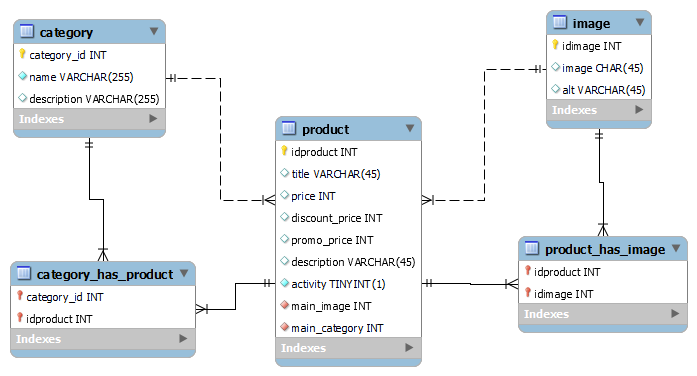 category
category_id INT
name VARCHAR(255)
description VARCHAR(255)
Indexes
image
idimage INT
image CHAR(45)
alt VARCHAR(45)
Indexes
product
idproduct INT
title VARCHAR(45)
price INT
discount_price INT
promo_price INT
description VARCHAR(45)
activity TINYINT(1)
main_image INT
main_category INT
Indexes
category_has_product
category_id INT
idproduct INT
Indexes
product_has_image
idproduct INT
idimage INT
Indexes